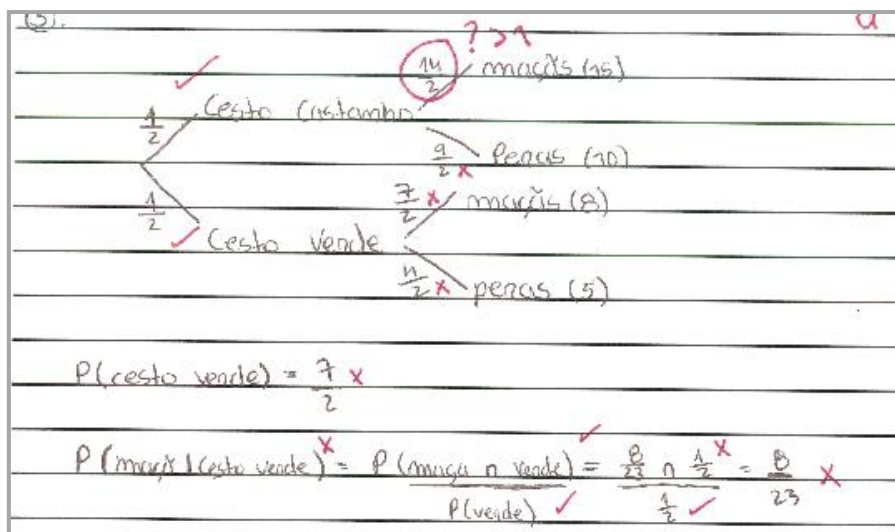 (3).
? >1
14/2 maçãs (15)
1/2 Cesto Castanho
9/2 x Peras (10)
1/2 7/2 x maçãs (8)
Cesto verde
4/2 x peras (5)
P(cesto verde) = 7/2 x
P(maçã | Cesto verde) x = P(maçã ∩ verde) / P(verde) = 8/23 ∩ 1/2 x / 1/2 = 8/23 x